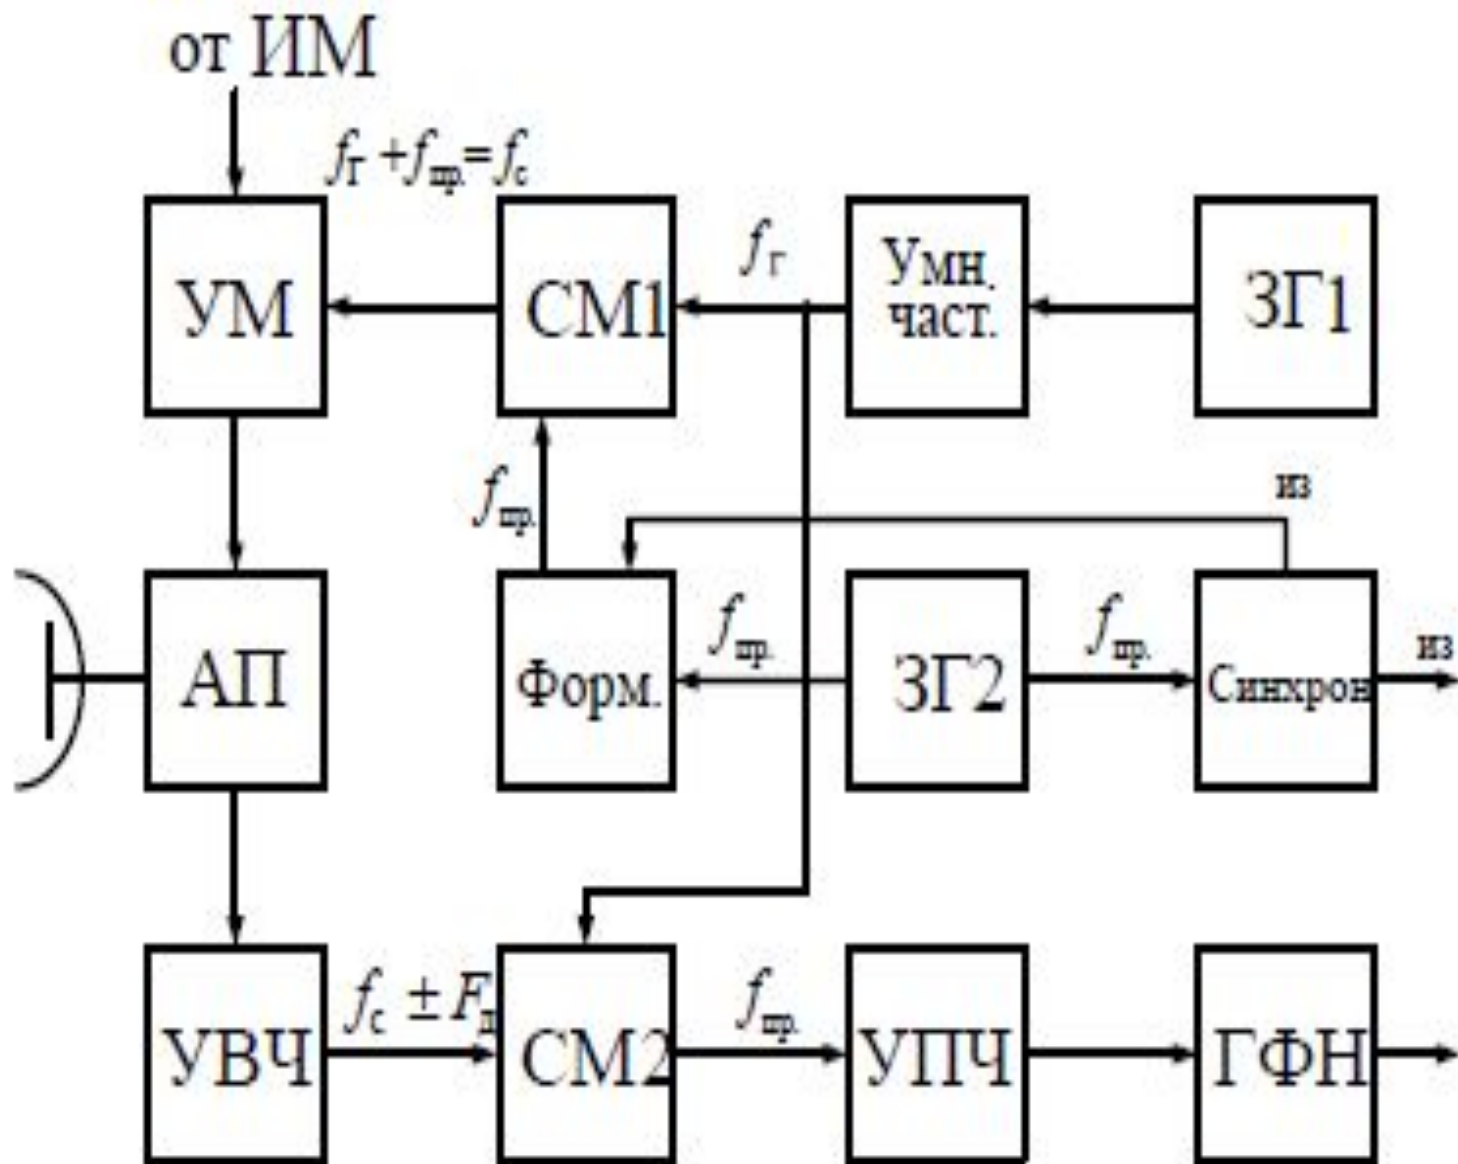 от ИМ
fГ + fпр. = fс
УМ
СМ1
fГ
Умн.
част.
ЗГ1
fпр.
из
АП
Форм.
fпр.
ЗГ2
fпр.
Синхрон
из
УВЧ
fс ± Fд
СМ2
fпр.
УПЧ
ГФН